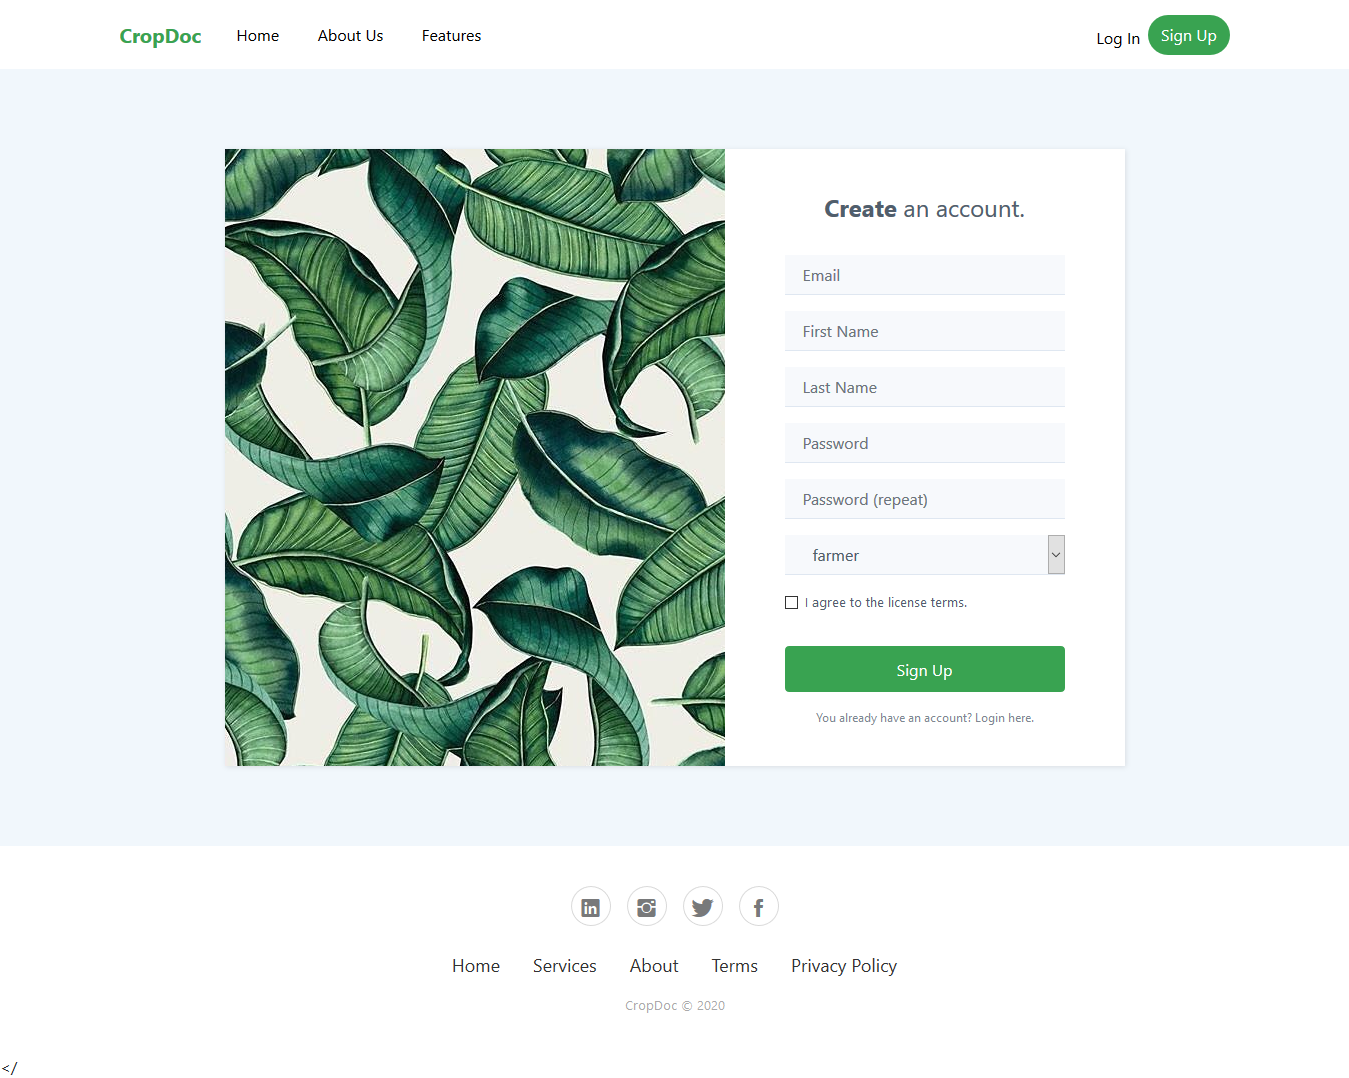 CropDoc Home About Us Features Log In Sign Up
Create an account.
Email
First Name
Last Name
Password
Password (repeat)
farmer
I agree to the license terms.
Sign Up
You already have an account? Login here.
Home Services About Terms Privacy Policy
CropDoc © 2020
</